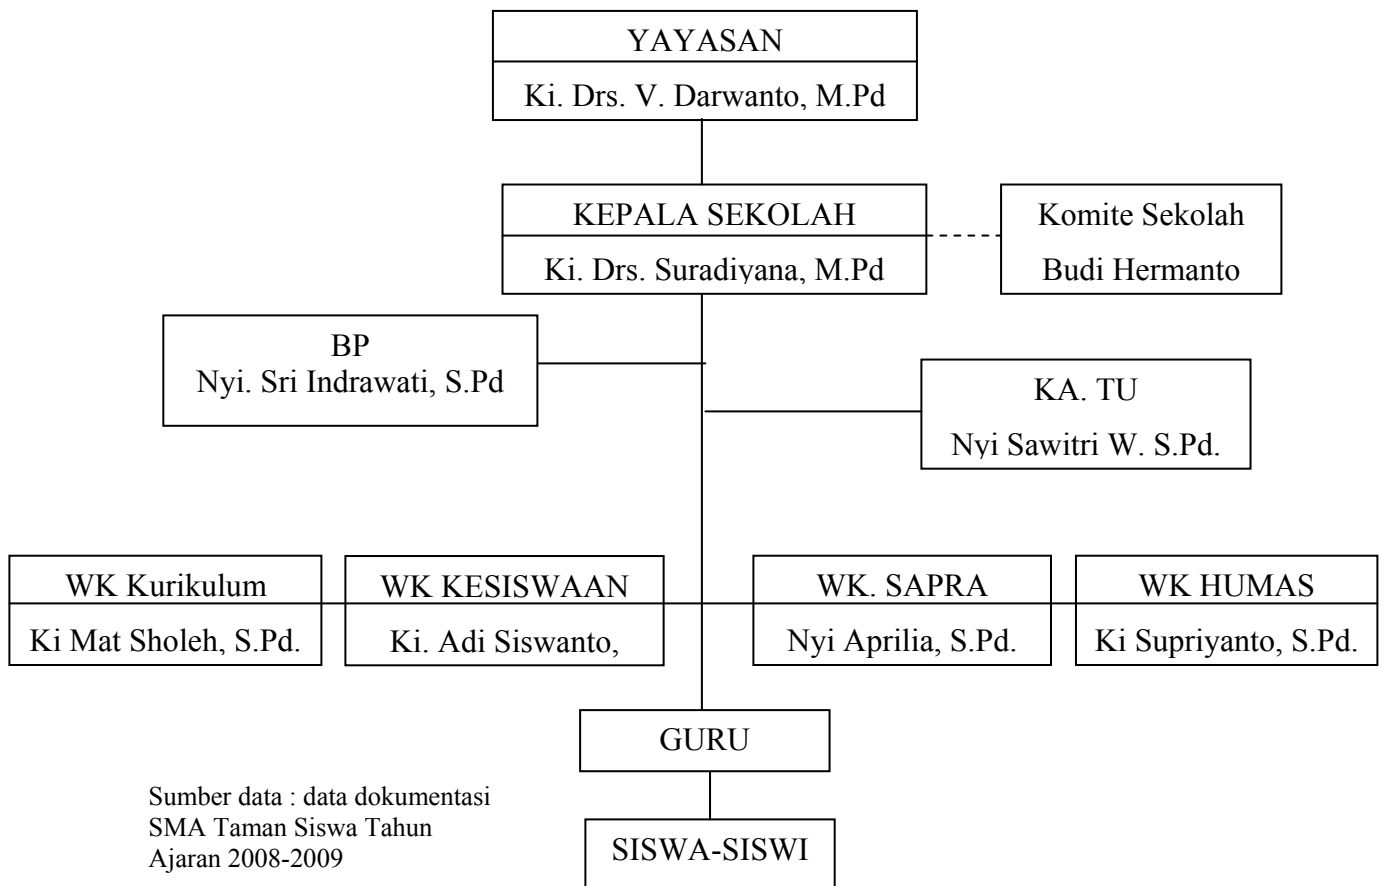 YAYASAN
Ki. Drs. V. Darwanto, M.Pd
KEPALA SEKOLAH
Ki. Drs. Suradiyana, M.Pd
Komite Sekolah
Budi Hermanto
BP
Nyi. Sri Indrawati, S.Pd
KA. TU
Nyi Sawitri W. S.Pd.
WK Kurikulum
Ki Mat Sholeh, S.Pd.
WK KESISWAAN
Ki. Adi Siswanto,
WK. SAPRA
Nyi Aprilia, S.Pd.
WK HUMAS
Ki Supriyanto, S.Pd.
GURU
Sumber data : data dokumentasi
SMA Taman Siswa Tahun
Ajaran 2008-2009
SISWA-SISWI